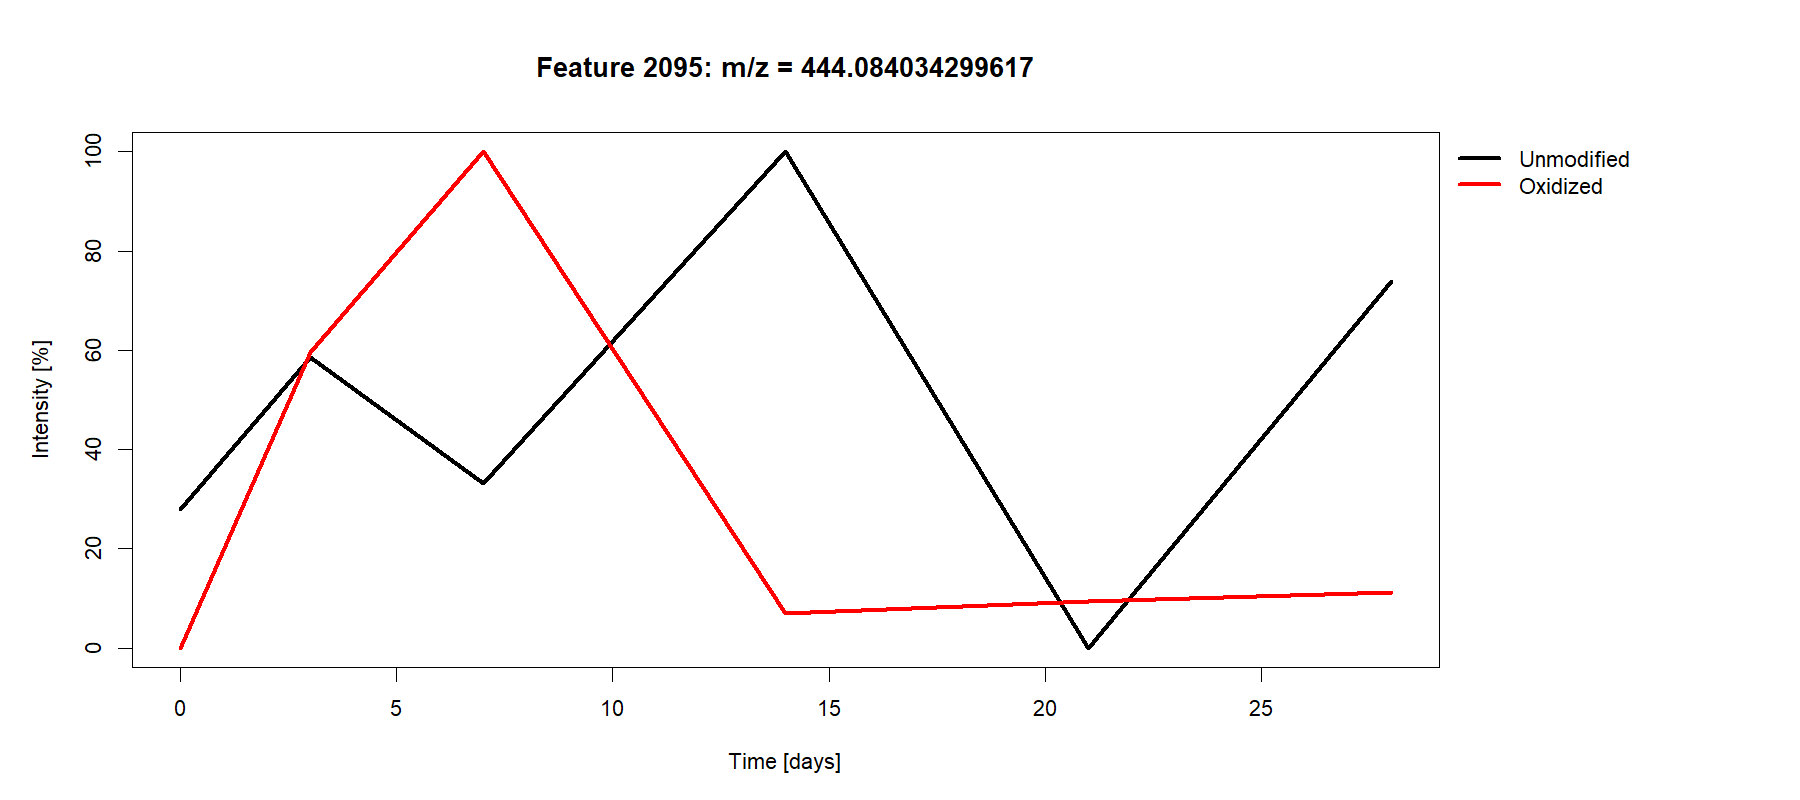 Feature 2095: m/z = 444.084034299617
Unmodified
Oxidized
100
80
60
40
20
0
Intensity [%]
0 5 10 15 20 25
Time [days]